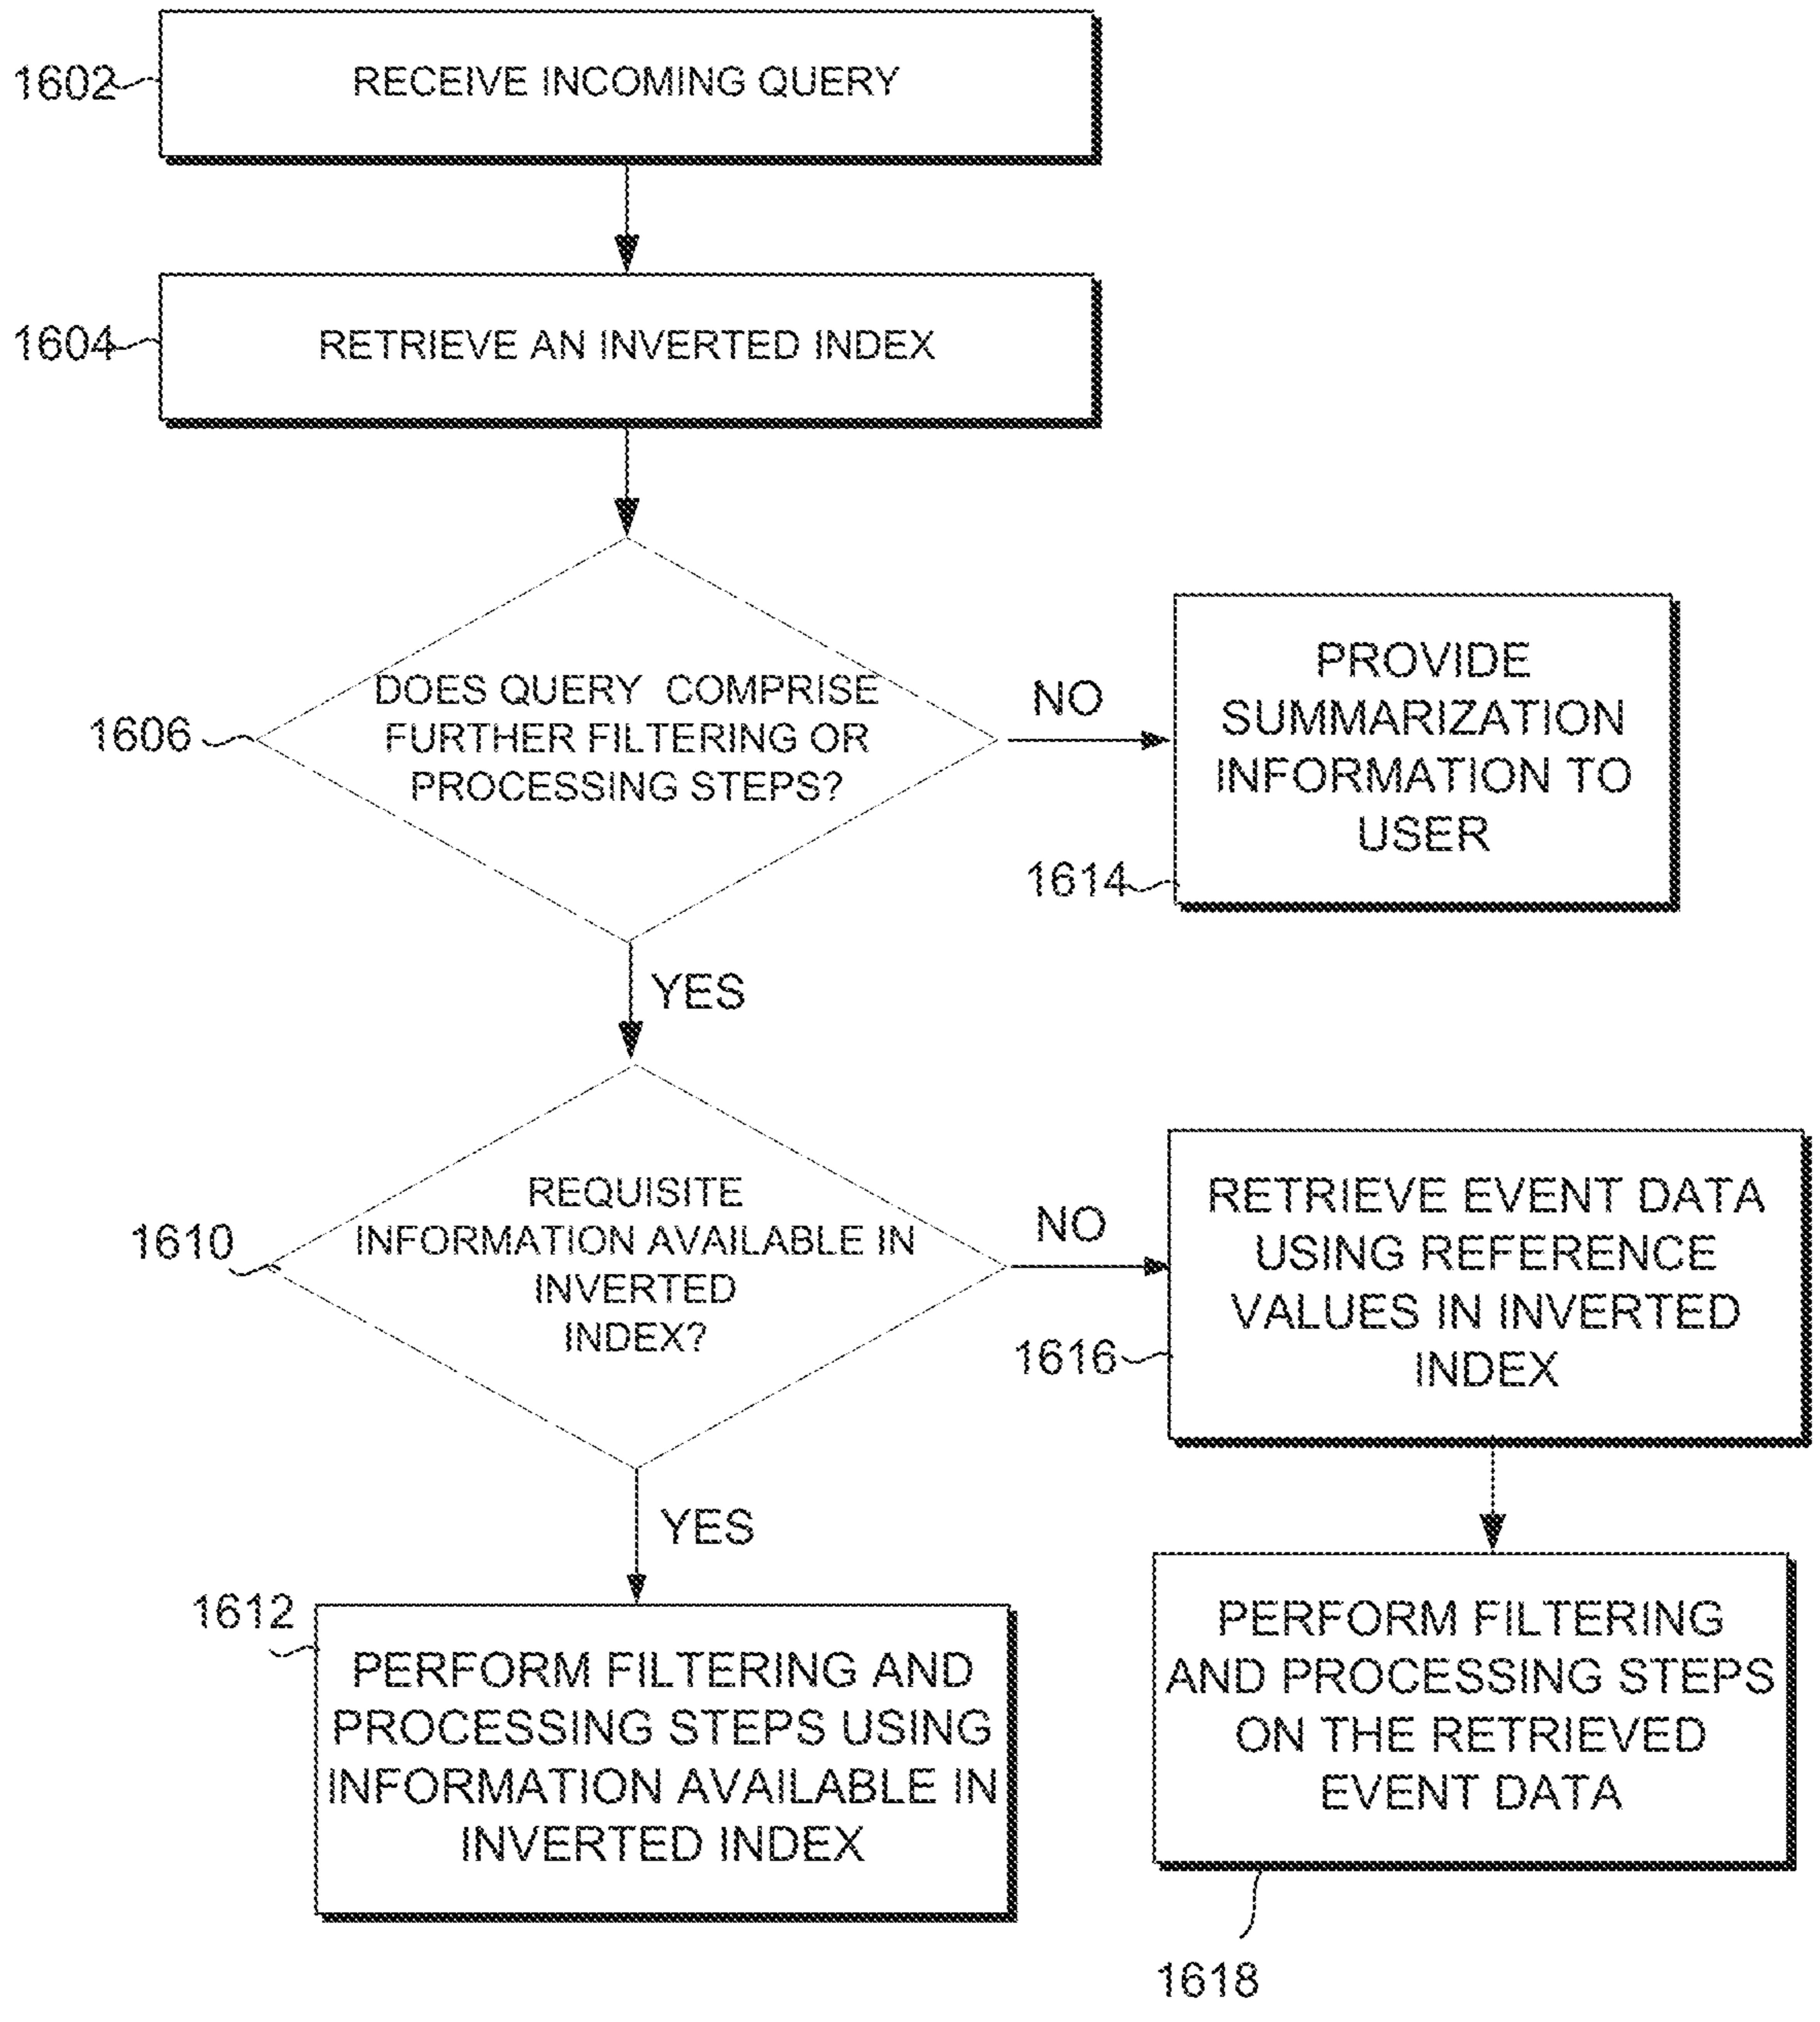 1602
RECEIVE INCOMING QUERY
1604
RETRIEVE AN INVERTED INDEX
1606
DOES QUERY COMPRISE
FURTHER FILTERING OR
PROCESSING STEPS?
NO
PROVIDE
SUMMARIZATION
INFORMATION TO
USER
1614
YES
1610
REQUISITE
INFORMATION AVAILABLE IN
INVERTED
INDEX?
NO
RETRIEVE EVENT DATA
USING REFERENCE
VALUES IN INVERTED
INDEX
1616
YES
1612
PERFORM FILTERING AND
PROCESSING STEPS USING
INFORMATION AVAILABLE IN
INVERTED INDEX
PERFORM FILTERING
AND PROCESSING STEPS
ON THE RETRIEVED
EVENT DATA
1618